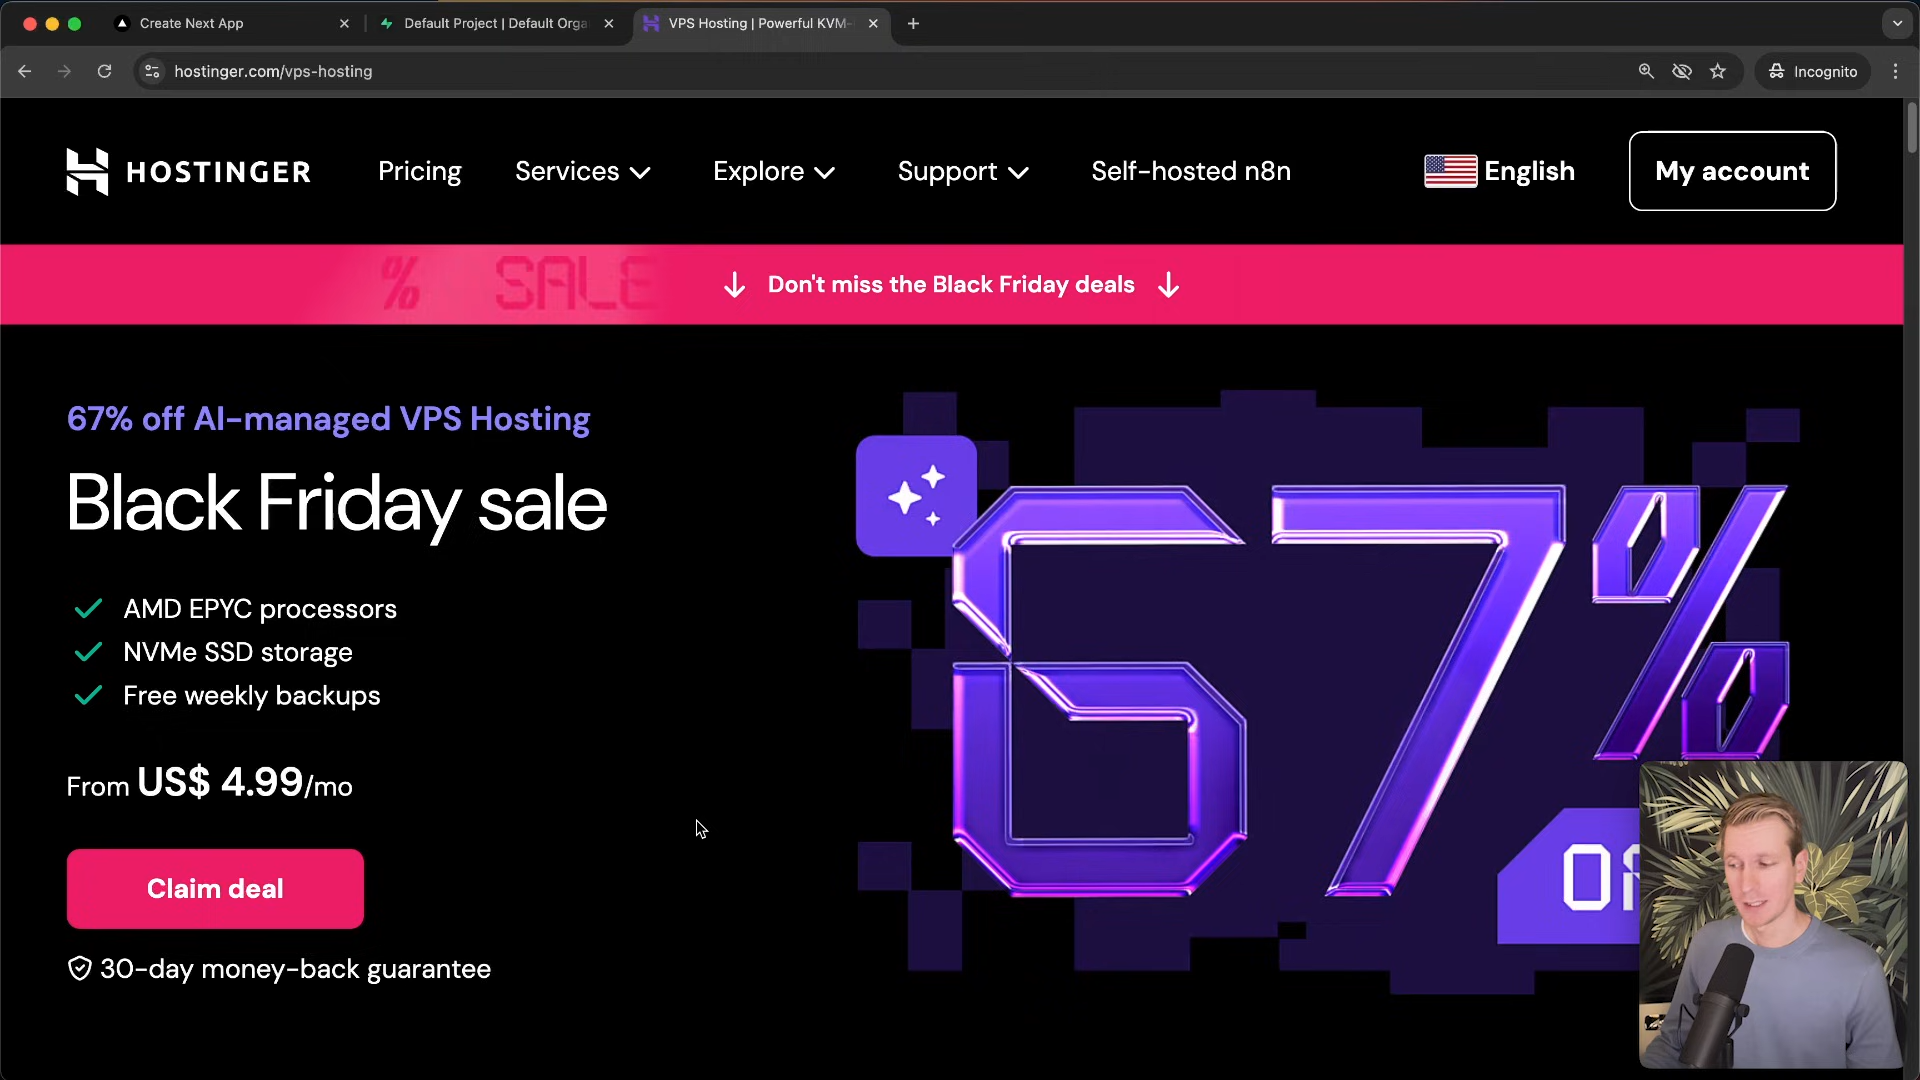 Create Next App
Default Project | Default Orga
VPS Hosting | Powerful KVM-
hostinger.com/vps-hosting
Incognito
HOSTINGER
Pricing
Services
Explore
Support
Self-hosted n8n
English
My account
% SALE
Don't miss the Black Friday deals
67% off AI-managed VPS Hosting
Black Friday sale
AMD EPYC processors
NVMe SSD storage
Free weekly backups
From US$ 4.99/mo
Claim deal
30-day money-back guarantee
67%